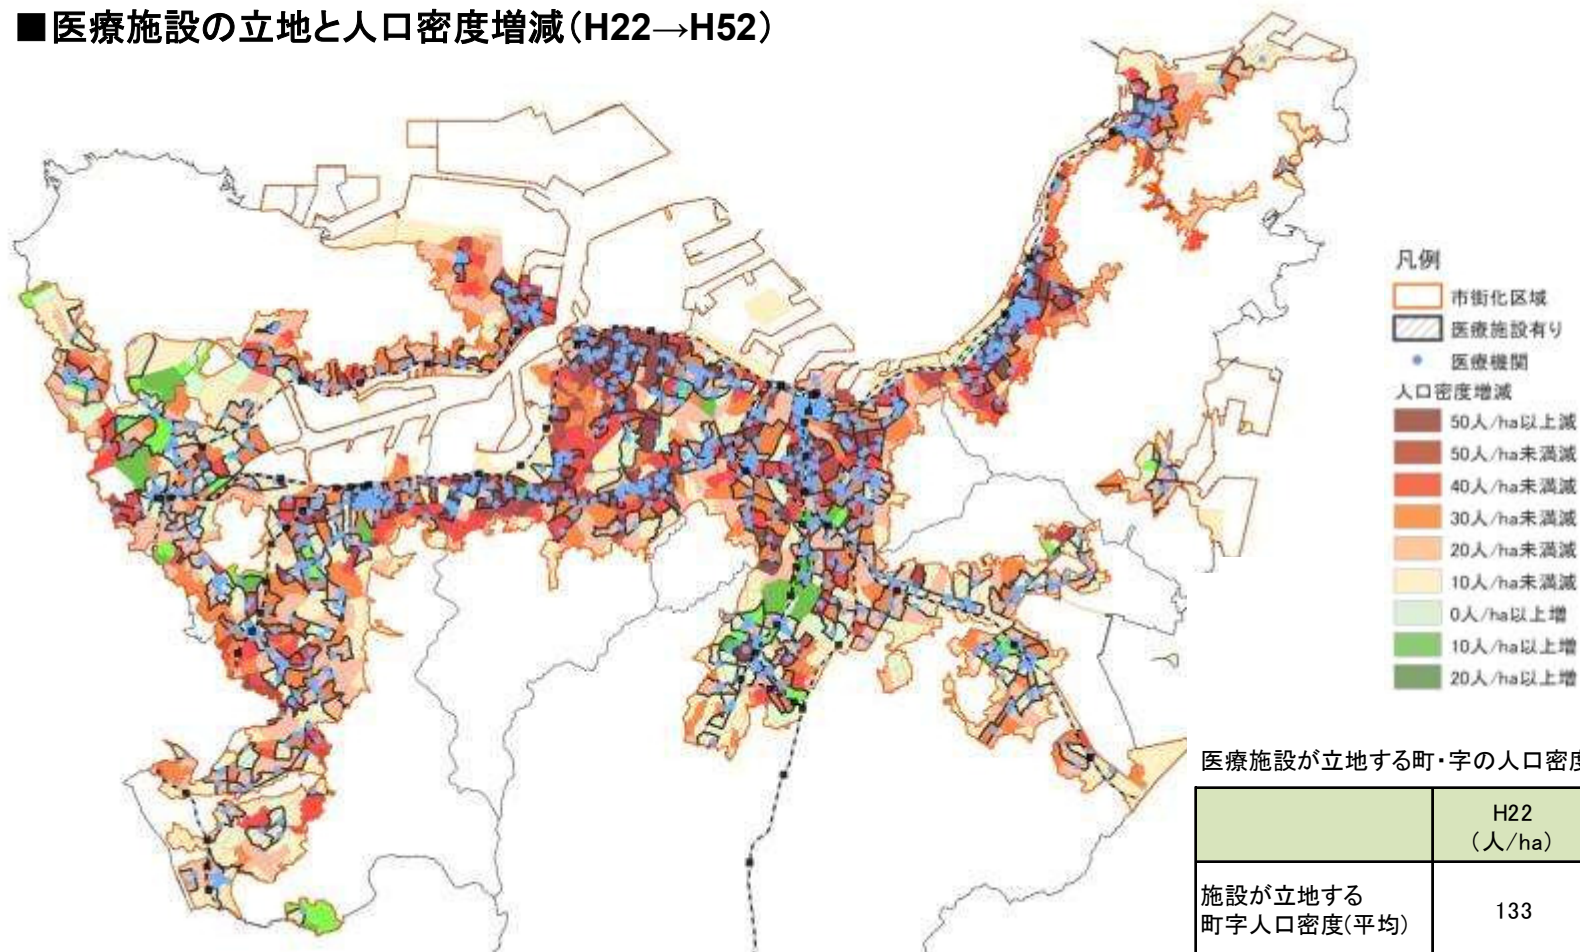 ■医療施設の立地と人口密度増減(H22→H52)
凡例
市街化区域
医療施設有り
医療機関
人口密度増減
50人/ha以上減
50人/ha未満減
40人/ha未満減
30人/ha未満減
20人/ha未満減
10人/ha未満減
0人/ha以上増
10人/ha以上増
20人/ha以上増
医療施設が立地する町・字の人口密度
H22
(人/ha)
施設が立地する
町字人口密度(平均)
133